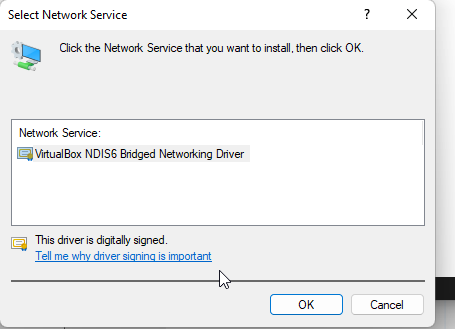 Select Network Service
?
Click the Network Service that you want to install, then click OK.
Network Service:
VirtualBox NDIS6 Bridged Networking Driver
This driver is digitally signed.
Tell me why driver signing is important
OK
Cancel